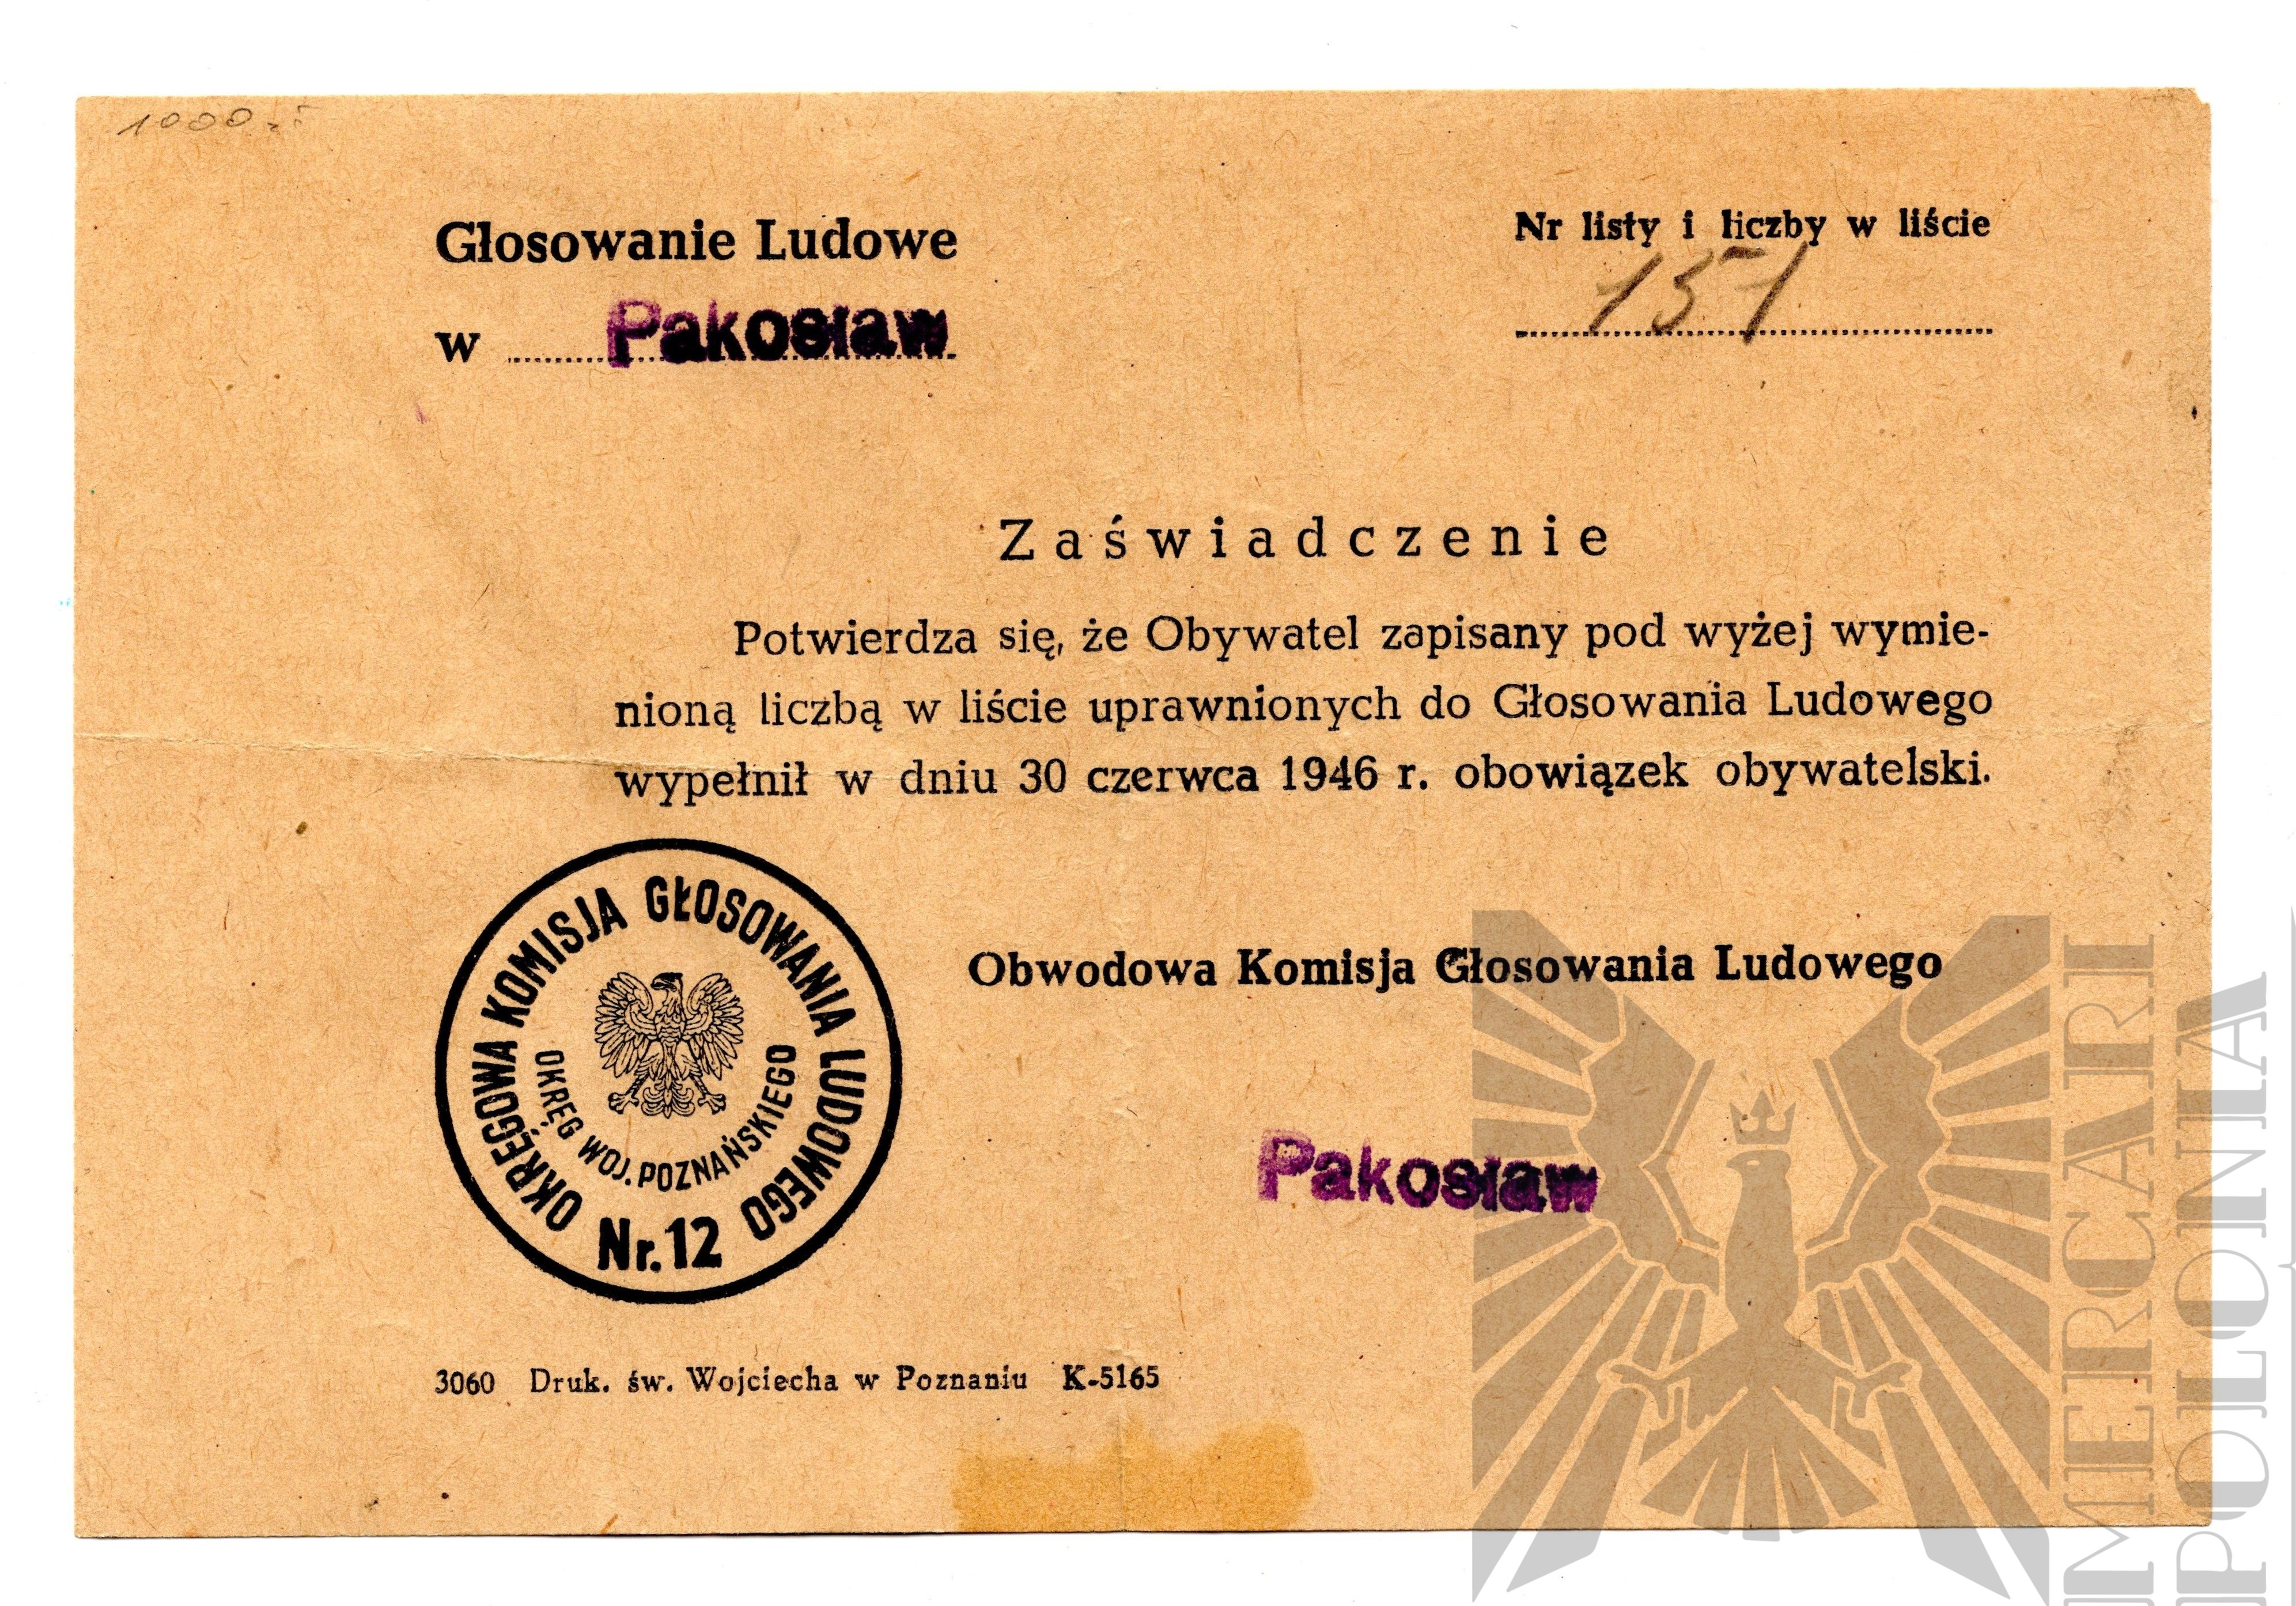 1000.-
Głosowanie Ludowe
w Pakosław
Nr listy i liczby w liście
151
Zaświadczenie
Potwierdza się, że Obywatel zapisany pod wyżej wymie-
nioną liczbą w liście uprawnionych do Głosowania Ludowego
wypełnił w dniu 30 czerwca 1946 r. obowiązek obywatelski.
OKRĘGOWA KOMISJA GŁOSOWANIA LUDOWEGO
OKRĘG WOJ. POZNAŃSKIEGO
Nr. 12
Obwodowa Komisja Głosowania Ludowego
Pakosław
3060 Druk. św. Wojciecha w Poznaniu K-5165
MERCARI
POLONIA